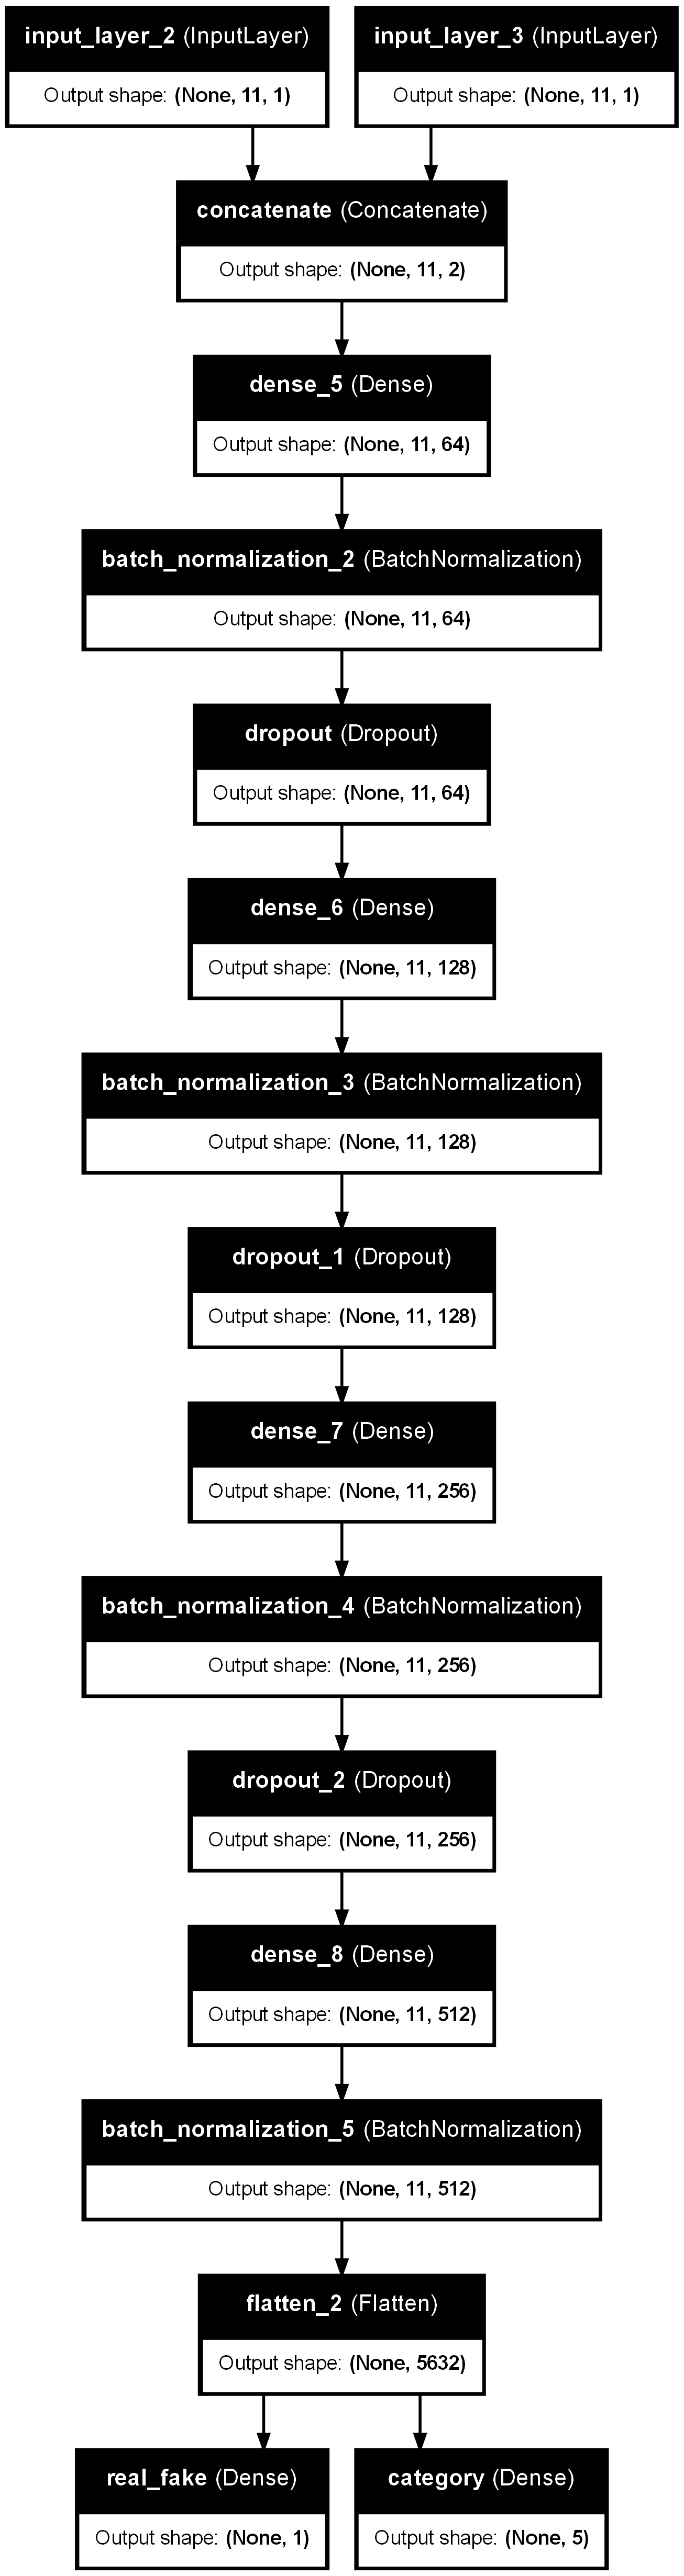 input_layer_2 (InputLayer)
Output shape: (None, 11, 1)
input_layer_3 (InputLayer)
Output shape: (None, 11, 1)
concatenate (Concatenate)
Output shape: (None, 11, 2)
dense_5 (Dense)
Output shape: (None, 11, 64)
batch_normalization_2 (BatchNormalization)
Output shape: (None, 11, 64)
dropout (Dropout)
Output shape: (None, 11, 64)
dense_6 (Dense)
Output shape: (None, 11, 128)
batch_normalization_3 (BatchNormalization)
Output shape: (None, 11, 128)
dropout_1 (Dropout)
Output shape: (None, 11, 128)
dense_7 (Dense)
Output shape: (None, 11, 256)
batch_normalization_4 (BatchNormalization)
Output shape: (None, 11, 256)
dropout_2 (Dropout)
Output shape: (None, 11, 256)
dense_8 (Dense)
Output shape: (None, 11, 512)
batch_normalization_5 (BatchNormalization)
Output shape: (None, 11, 512)
flatten_2 (Flatten)
Output shape: (None, 5632)
real_fake (Dense)
Output shape: (None, 1)
category (Dense)
Output shape: (None, 5)